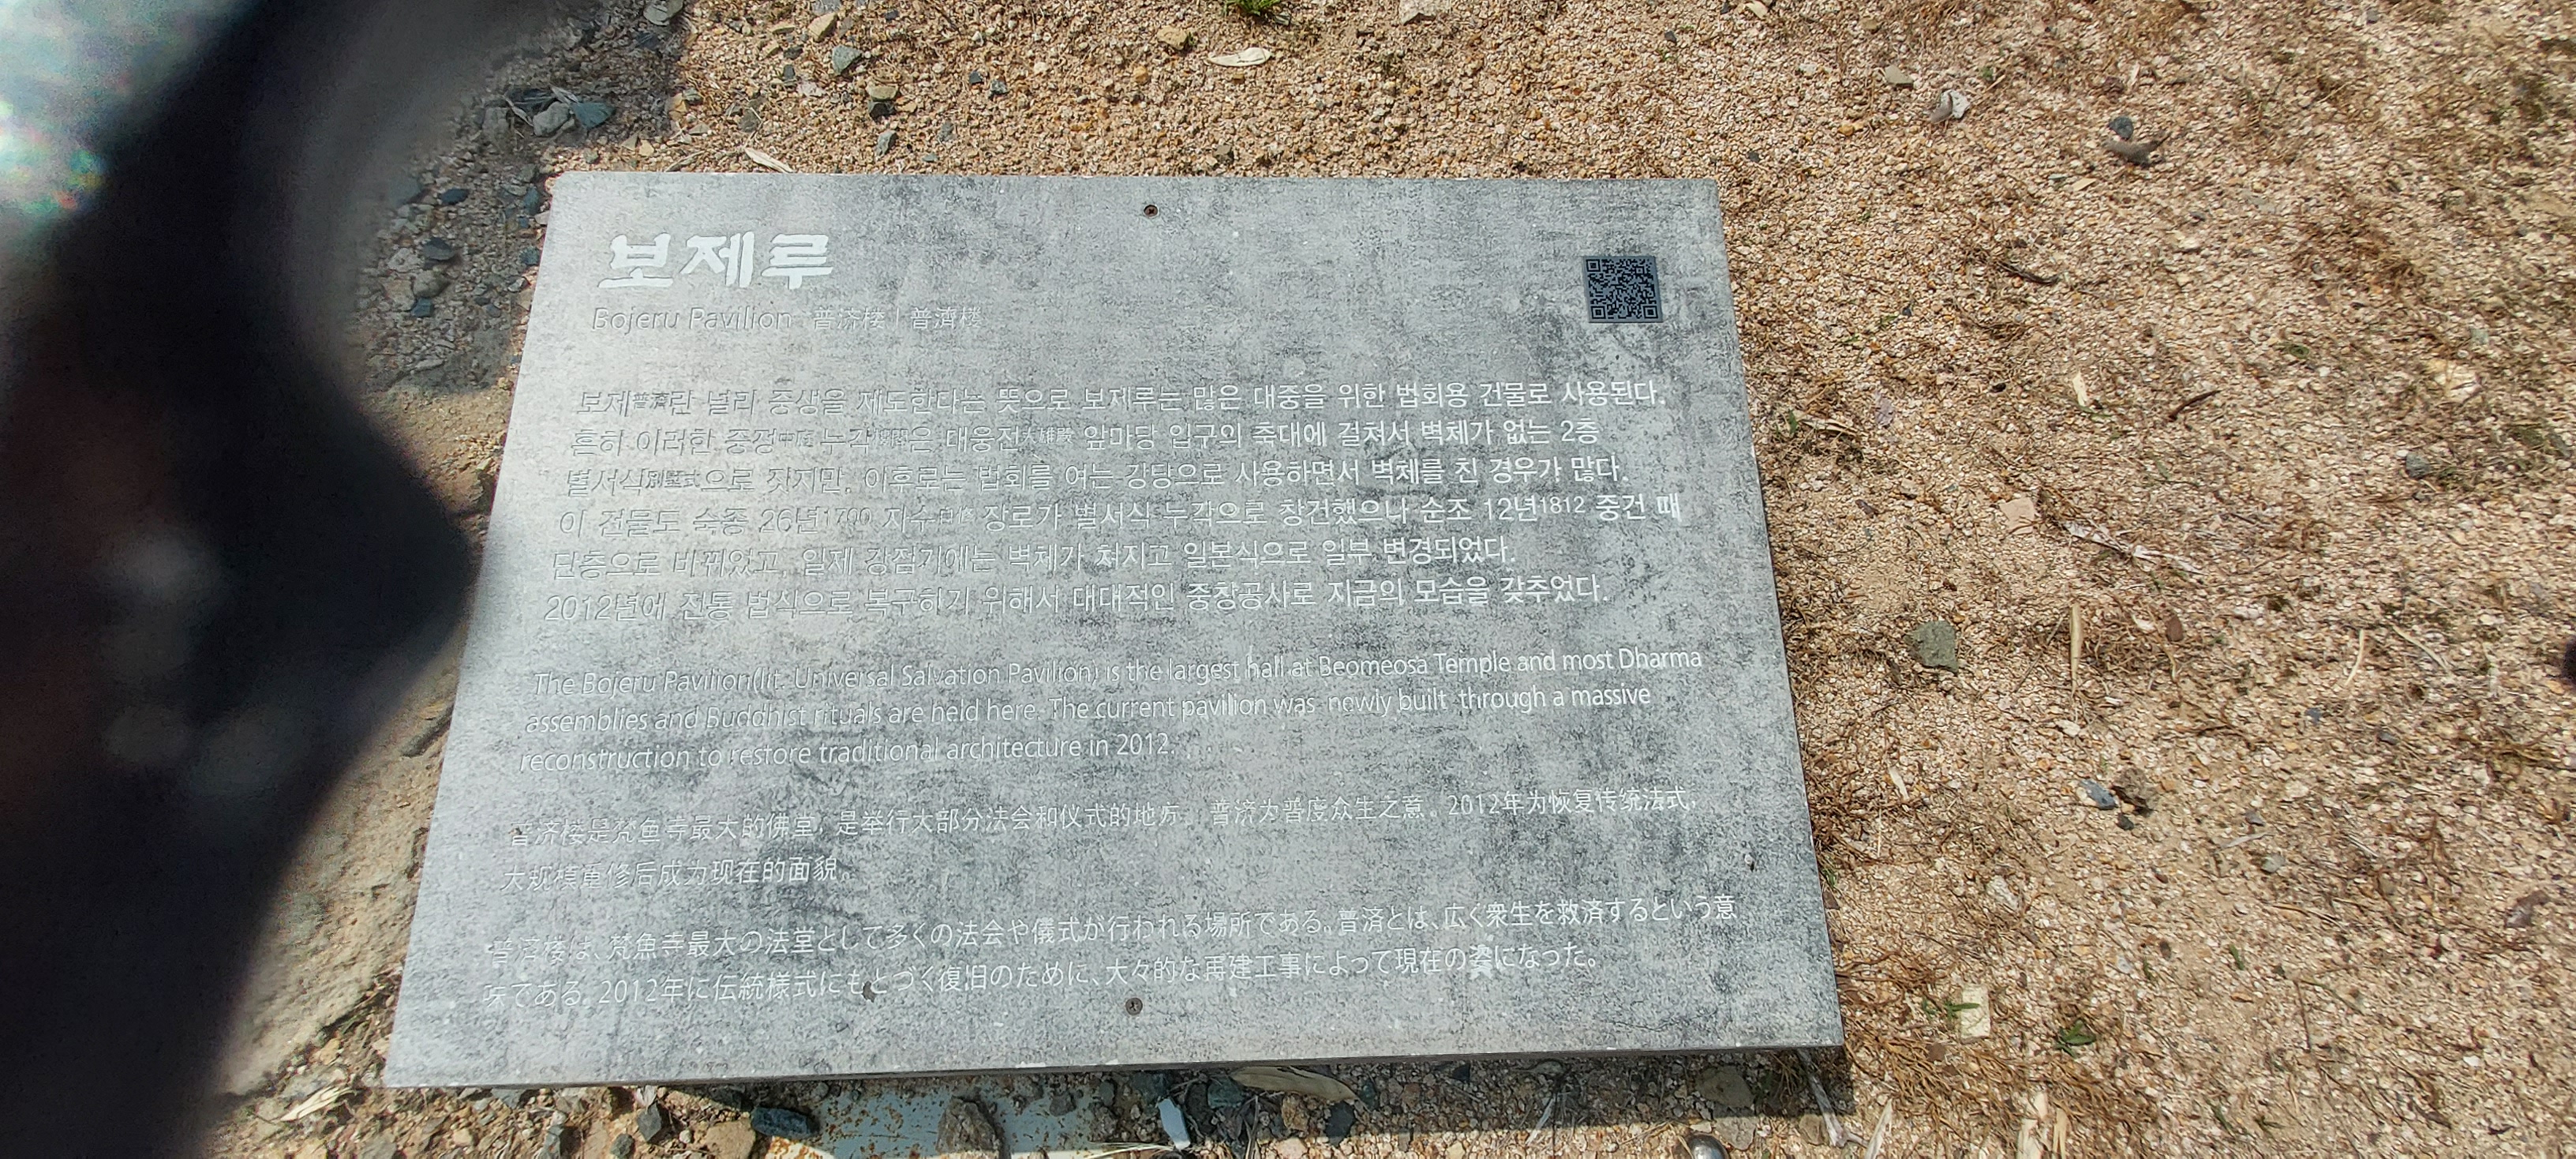 보제루
Bojeru Pavilion 普济楼 | 普濟楼
보제普濟란 널리 중생을 제도한다는 뜻으로 보제루는 많은 대중을 위한 법회용 건물로 사용된다.
흔히 이러한 중정中庭 누각樓閣은 대웅전大雄殿 앞마당 입구의 축대에 걸쳐서 벽체가 없는 2층
별서식別墅式으로 짓지만, 이후로는 법회를 여는 강당으로 사용하면서 벽체를 친 경우가 많다.
이 전각도 숙종 26년1700 자수自修 장로가 별서식 누각으로 창건했으나 순조 12년1812 중건 때
단층으로 바뀌었고, 일제 강점기에는 벽체가 쳐지고 일본식으로 일부 변경되었다.
2012년에 전통 법식으로 복구하기 위해서 대대적인 중창공사로 지금의 모습을 갖추었다.
The Bojeru Pavilion(lit. Universal Salvation Pavilion) is the largest hall at Beomeosa Temple and most Dharma
assemblies and Buddhist rituals are held here. The current pavilion was newly built through a massive
reconstruction to restore traditional architecture in 2012.
普济楼是梵鱼寺最大的佛堂，是举行大部分法会和仪式的地方。 普济为普度众生之意。2012年为恢复传统法式，
大规模重修后成为现在的面貌。
普濟楼は、梵魚寺最大の法堂として多くの法会や儀式が行われる場所である。普済とは、広く衆生を救済するという意
味である。2012年に伝統様式にもとづく復旧のために、大々的な再建工事によって現在の姿になった。